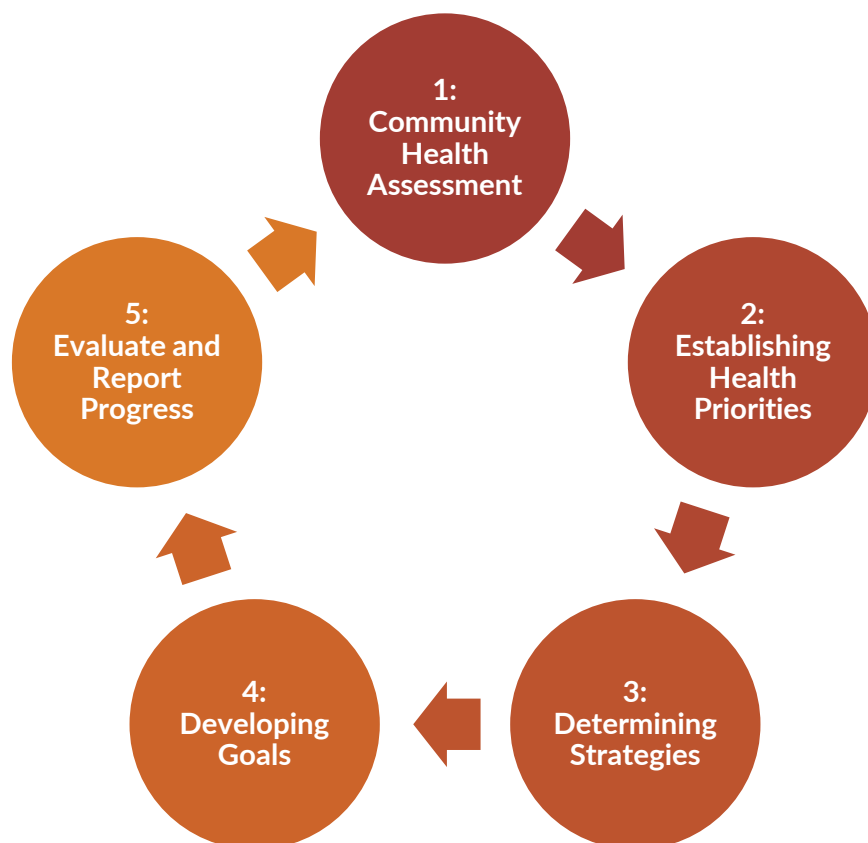 1:
Community
Health
Assessment
2:
Establishing
Health
Priorities
3:
Determining
Strategies
4:
Developing
Goals
5:
Evaluate and
Report
Progress